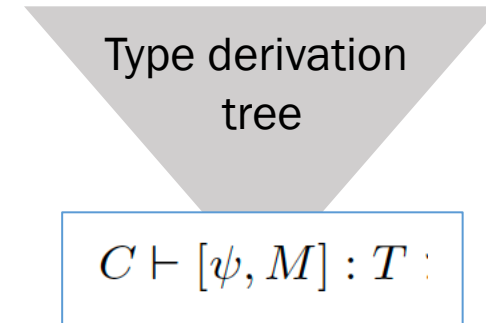 Type derivation
tree
C ⊢ [ψ, M] : T :